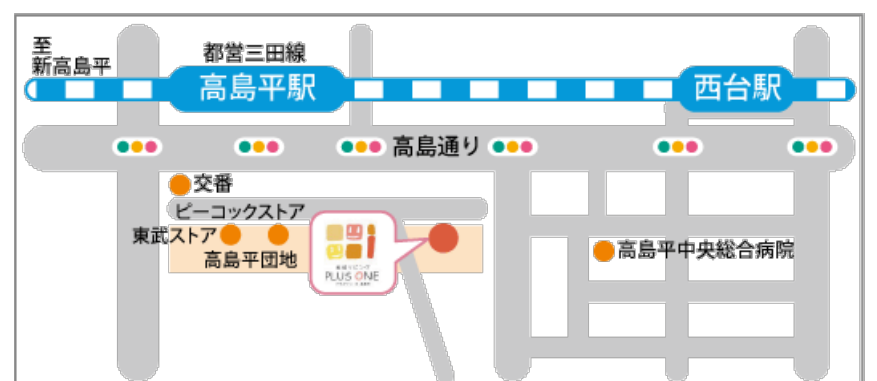 至
新高島平
都営三田線
高島平駅
西台駅
高島通り
交番
ピーコックストア
東武ストア
高島平団地
PLUS ONE
高島平中央総合病院